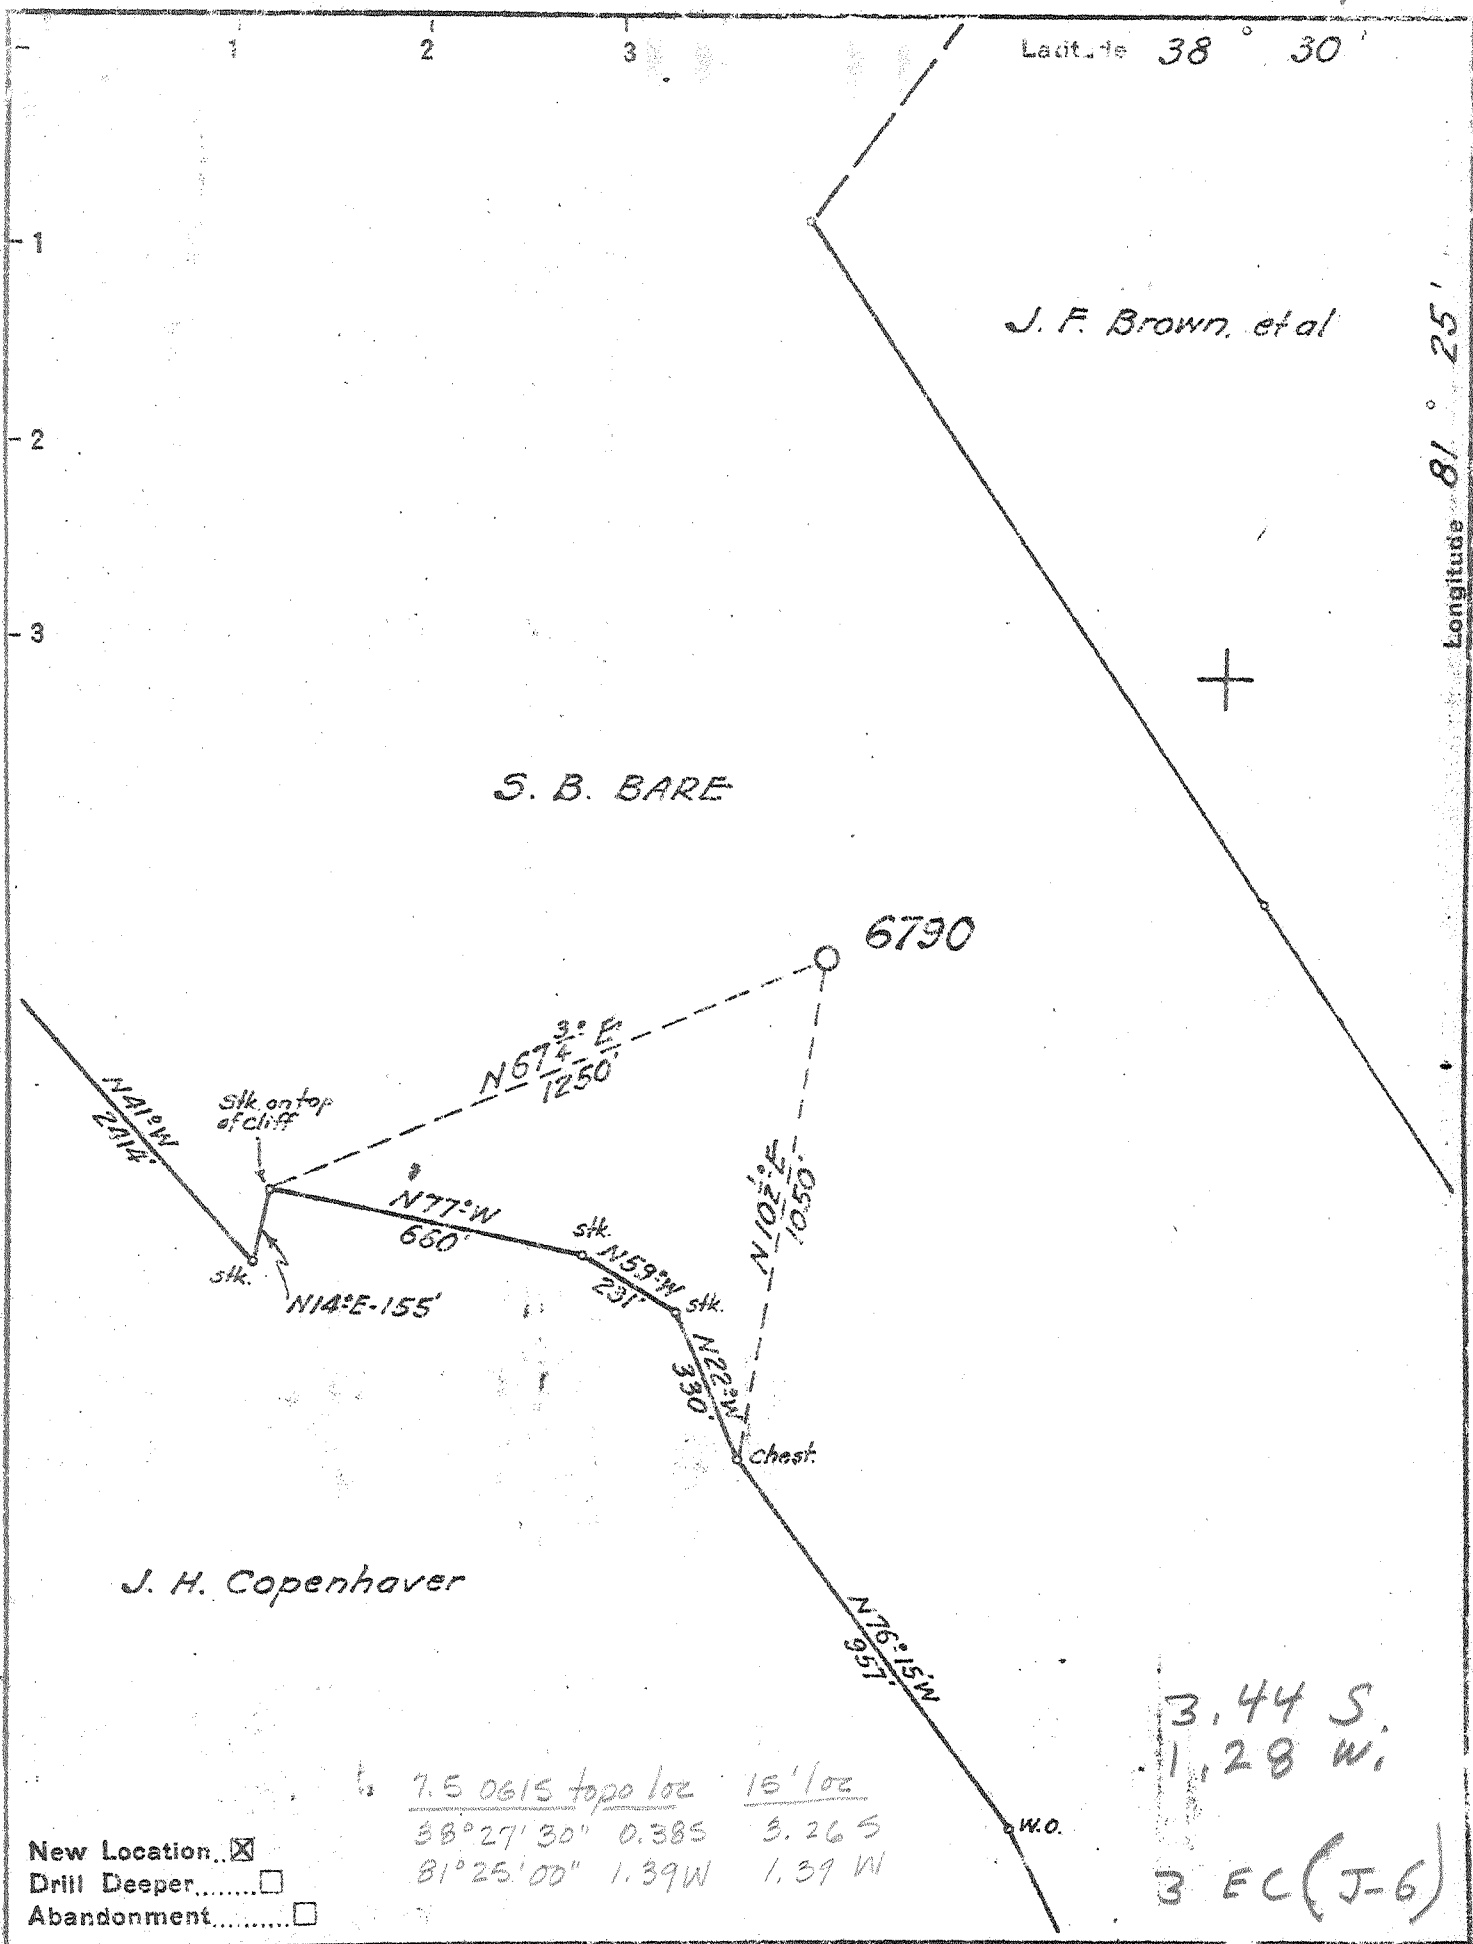 1 2 3
Latitude 38° 30'
1
2
3
J. F. Brown, et al
Longitude 81° 25'
S. B. BARE
6790
N67 3/4° E
1250'
N41°W
2414'
Stk. on top
of cliff
N77°W
660'
stk.
N14°E-155'
stk.
N59°W
231'
stk.
N22°W
330'
N10 1/2° E
1050'
Chest.
J. H. Copenhaver
N76°15'W
957'
W.O.
3.44 S.
1.28 W.
7.5 0615 topo loc 15' loc
38°27'30" 0.38S 3.26 S
81°25'00" 1.39W 1.39 W
3 EC (J-6)
New Location..☒
Drill Deeper........☐
Abandonment..........☐